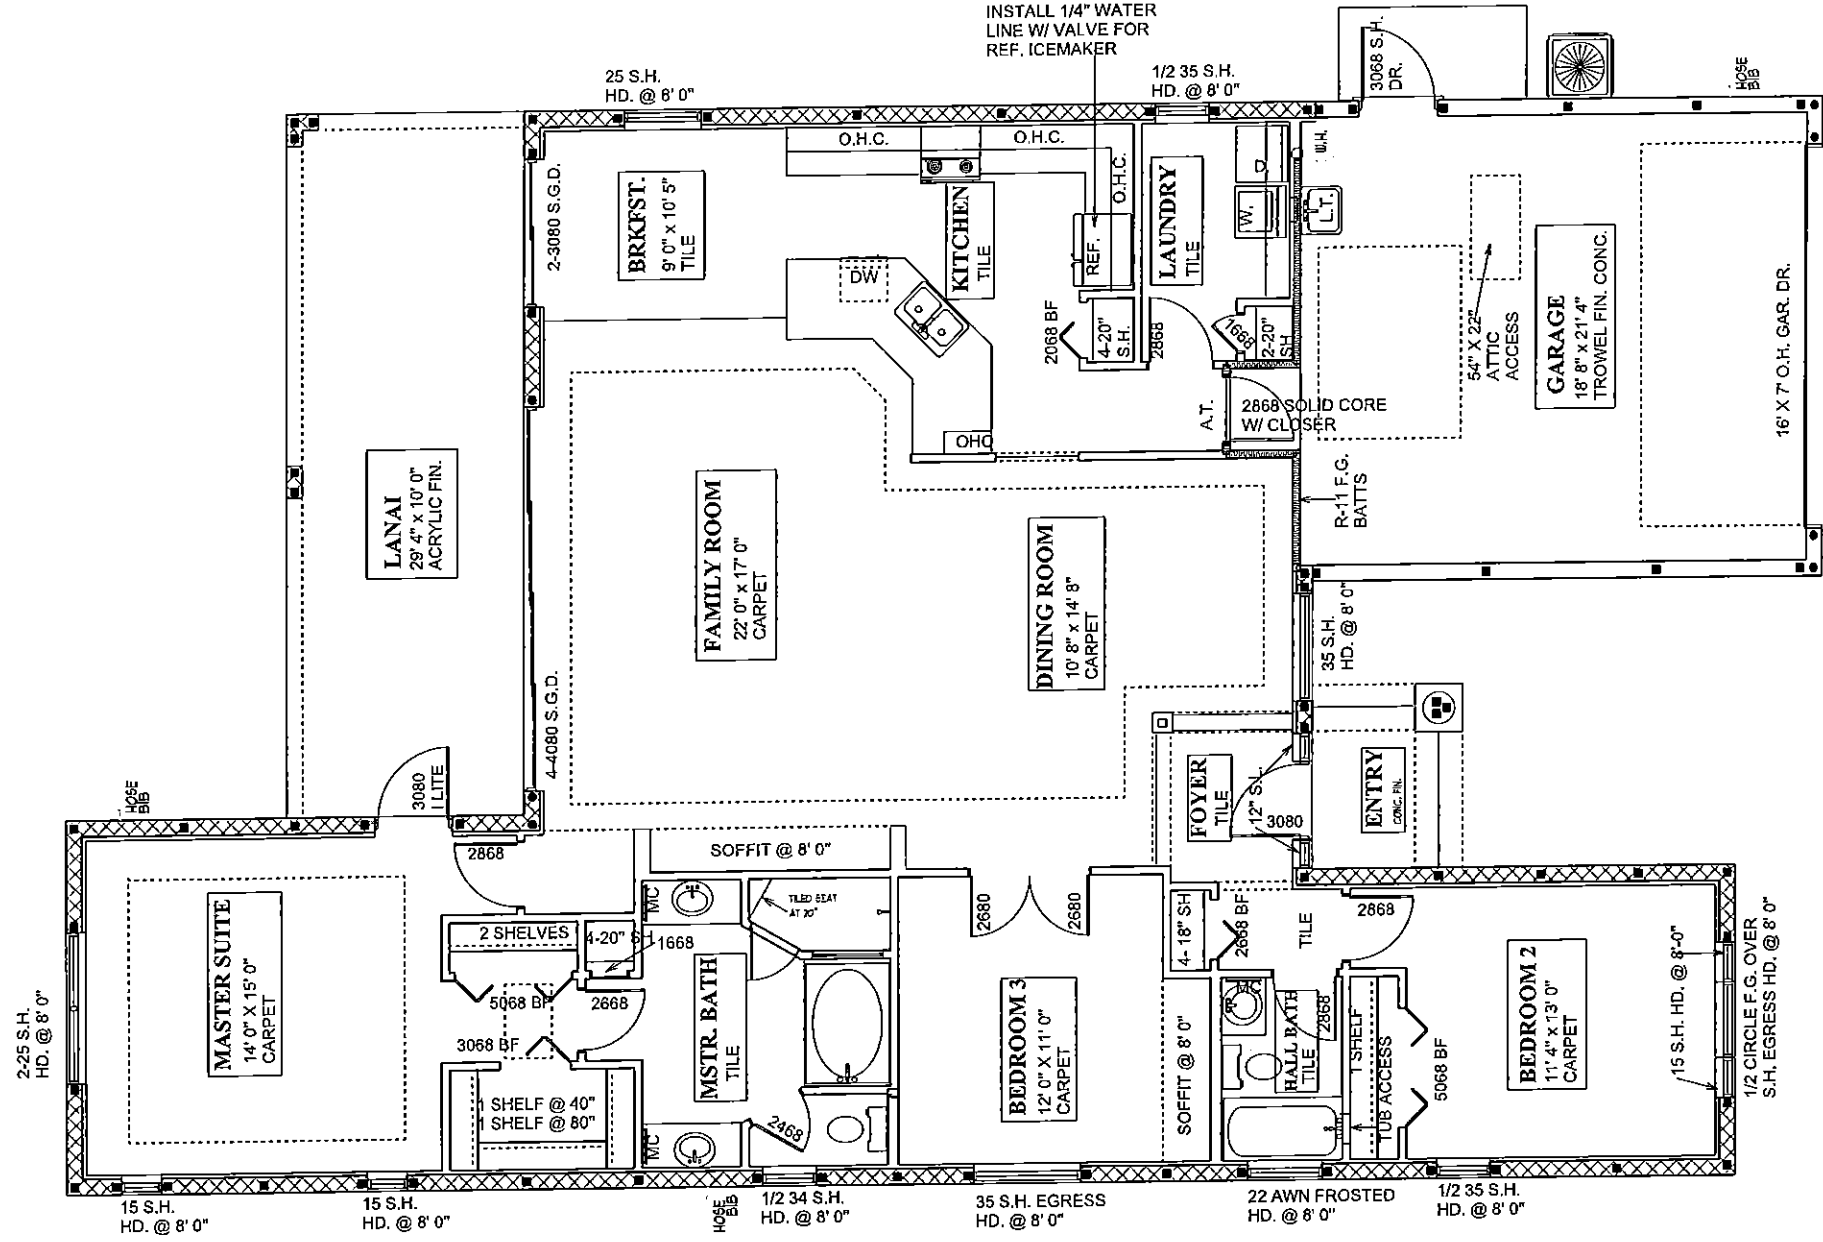 INSTALL 1/4" WATER
LINE W/ VALVE FOR
REF. ICEMAKER
25 S.H.
HD. @ 8' 0"
1/2 35 S.H.
HD. @ 8' 0"
3068 S.H.
DR.
HOSE
BIB
O.H.C.
O.H.C.
O.H.C.
2-3080 S.G.D.
BRKFST.
9' 0" x 10' 5"
TILE
KITCHEN
TILE
DW
REF.
LAUNDRY
TILE
D
W.
W.H.
L.T.
2068 BF
4-20"
S.H.
2868
1668
2-20"
SH
54" X 22"
ATTIC
ACCESS
GARAGE
18' 8" x 21' 4"
TROWEL FIN. CONC.
16' X 7' O.H. GAR. DR.
A.T.
2868 SOLID CORE
W/ CLOSER
OHC
R-11 F.G.
BATTS
LANAI
29' 4" x 10' 0"
ACRYLIC FIN.
FAMILY ROOM
22' 0" x 17' 0"
CARPET
DINING ROOM
10' 8" x 14' 8"
CARPET
35 S.H.
HD. @ 8' 0"
4-4080 S.G.D.
3080
1 LITE
HOSE
BIB
FOYER
TILE
12" S.L.
3080
ENTRY
CONC. FIN.
2868
SOFFIT @ 8' 0"
MC
TILED SEAT
AT 20"
2680
2680
4- 18" SH
2668 BF
TILE
2868
MASTER SUITE
14' 0" X 15' 0"
CARPET
2 SHELVES
4-20" SH
1668
5068 BF
2668
3068 BF
1 SHELF @ 40"
1 SHELF @ 80"
MSTR. BATH
TILE
MC
2468
BEDROOM 3
12' 0" X 11' 0"
CARPET
SOFFIT @ 8' 0"
MC
HALL BATH
TILE
2868
1 SHELF
TUB ACCESS
5068 BF
BEDROOM 2
11' 4" x 13' 0"
CARPET
15 S.H. HD. @ 8'-0"
1/2 CIRCLE F.G. OVER
S.H. EGRESS HD. @ 8' 0"
2-25 S.H.
HD. @ 8' 0"
15 S.H.
HD. @ 8' 0"
15 S.H.
HD. @ 8' 0"
HOSE
BIB
1/2 34 S.H.
HD. @ 8' 0"
35 S.H. EGRESS
HD. @ 8' 0"
22 AWN FROSTED
HD. @ 8' 0"
1/2 35 S.H.
HD. @ 8' 0"